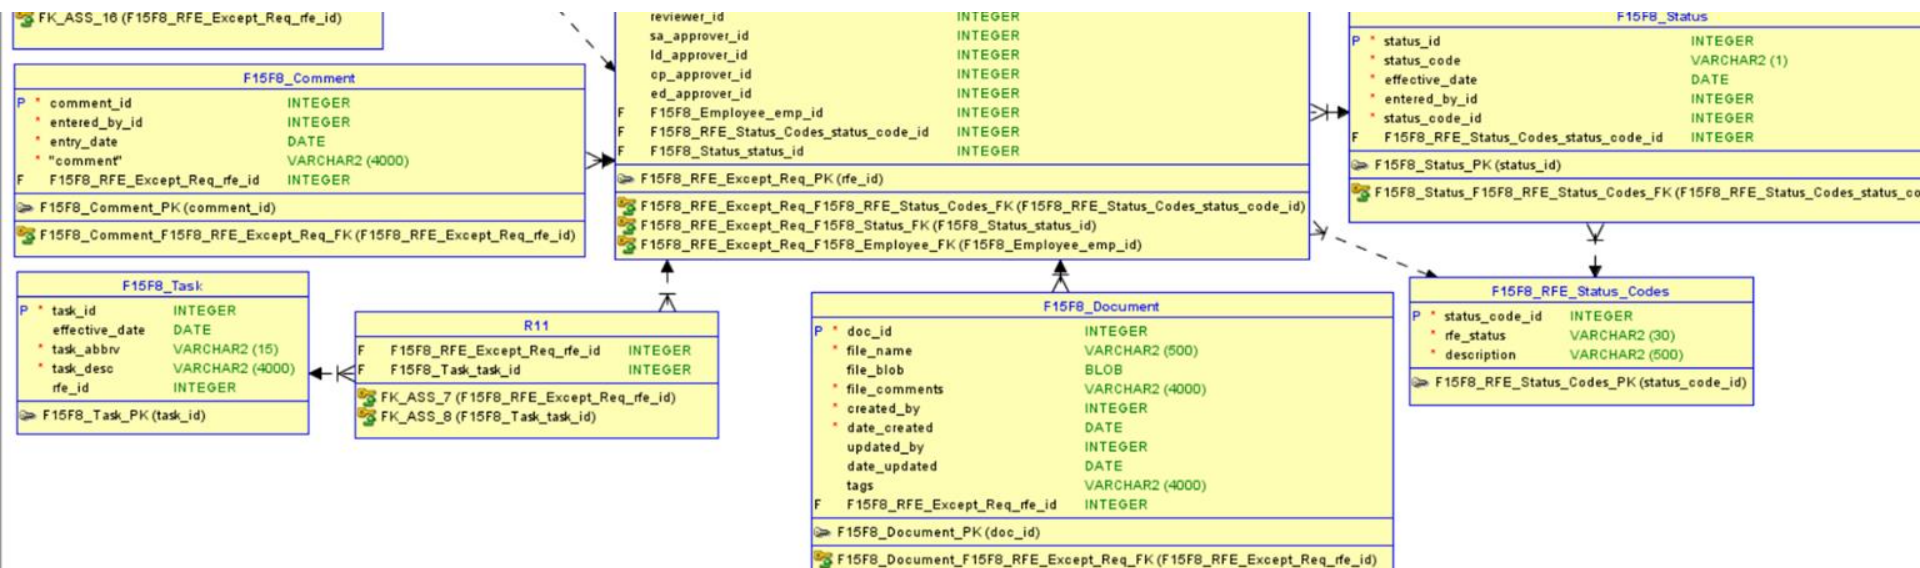 FK_ASS_16 (F15F8_RFE_Except_Req_rfe_id)
F15F8_Comment
P * comment_id INTEGER
* entered_by_id INTEGER
* entry_date DATE
* "comment" VARCHAR2 (4000)
F F15F8_RFE_Except_Req_rfe_id INTEGER
F15F8_Comment_PK (comment_id)
F15F8_Comment_F15F8_RFE_Except_Req_FK (F15F8_RFE_Except_Req_rfe_id)
F15F8_Task
P * task_id INTEGER
effective_date DATE
* task_abbrv VARCHAR2 (15)
* task_desc VARCHAR2 (4000)
rfe_id INTEGER
F15F8_Task_PK (task_id)
R11
F F15F8_RFE_Except_Req_rfe_id INTEGER
F F15F8_Task_task_id INTEGER
FK_ASS_7 (F15F8_RFE_Except_Req_rfe_id)
FK_ASS_8 (F15F8_Task_task_id)
reviewer_id INTEGER
sa_approver_id INTEGER
ld_approver_id INTEGER
cp_approver_id INTEGER
ed_approver_id INTEGER
F F15F8_Employee_emp_id INTEGER
F F15F8_RFE_Status_Codes_status_code_id INTEGER
F F15F8_Status_status_id INTEGER
F15F8_RFE_Except_Req_PK (rfe_id)
F15F8_RFE_Except_Req_F15F8_RFE_Status_Codes_FK (F15F8_RFE_Status_Codes_status_code_id)
F15F8_RFE_Except_Req_F15F8_Status_FK (F15F8_Status_status_id)
F15F8_RFE_Except_Req_F15F8_Employee_FK (F15F8_Employee_emp_id)
F15F8_Document
P * doc_id INTEGER
* file_name VARCHAR2 (500)
file_blob BLOB
* file_comments VARCHAR2 (4000)
* created_by INTEGER
* date_created DATE
updated_by INTEGER
date_updated DATE
tags VARCHAR2 (4000)
F F15F8_RFE_Except_Req_rfe_id INTEGER
F15F8_Document_PK (doc_id)
F15F8_Document_F15F8_RFE_Except_Req_FK (F15F8_RFE_Except_Req_rfe_id)
F15F8_Status
P * status_id INTEGER
* status_code VARCHAR2 (1)
* effective_date DATE
* entered_by_id INTEGER
* status_code_id INTEGER
F F15F8_RFE_Status_Codes_status_code_id INTEGER
F15F8_Status_PK (status_id)
F15F8_Status_F15F8_RFE_Status_Codes_FK (F15F8_RFE_Status_Codes_status_co
F15F8_RFE_Status_Codes
P * status_code_id INTEGER
* rfe_status VARCHAR2 (30)
* description VARCHAR2 (500)
F15F8_RFE_Status_Codes_PK (status_code_id)